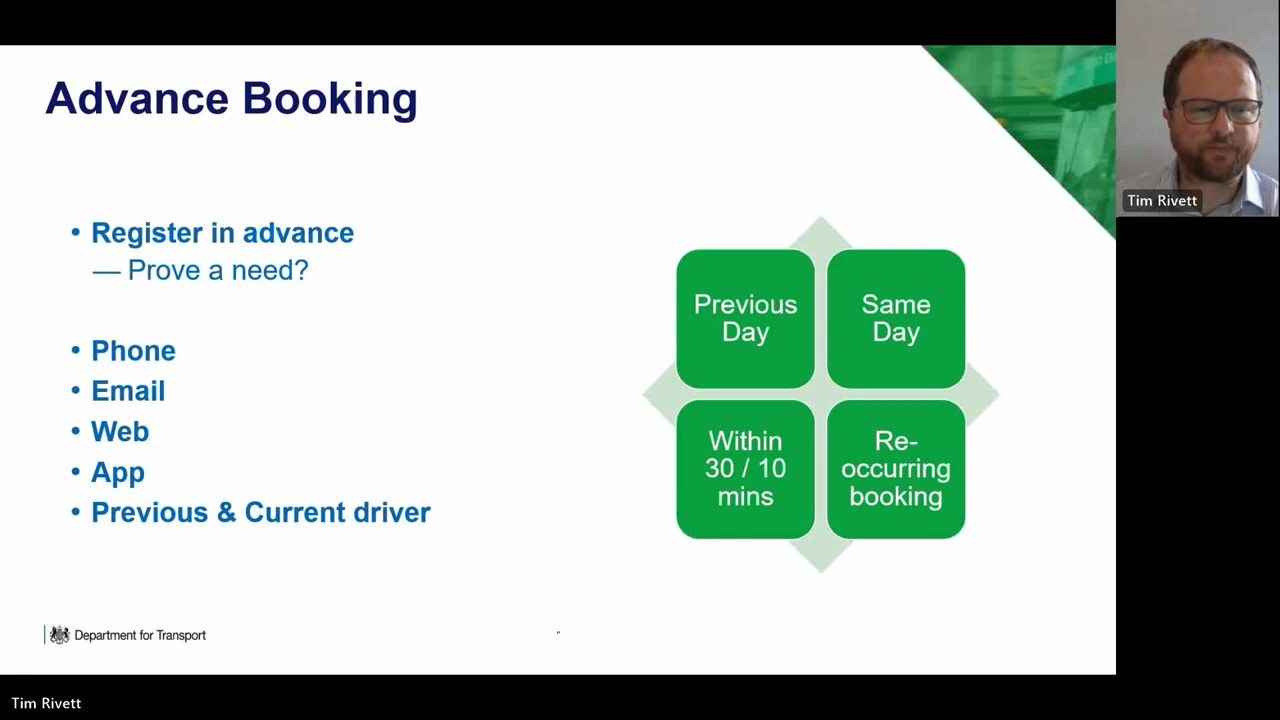 Advance Booking
• Register in advance
— Prove a need?
• Phone
• Email
• Web
• App
• Previous & Current driver
Previous
Day
Same
Day
Within
30 / 10
mins
Re-
occurring
booking
Department for Transport
"
Tim Rivett
Tim Rivett